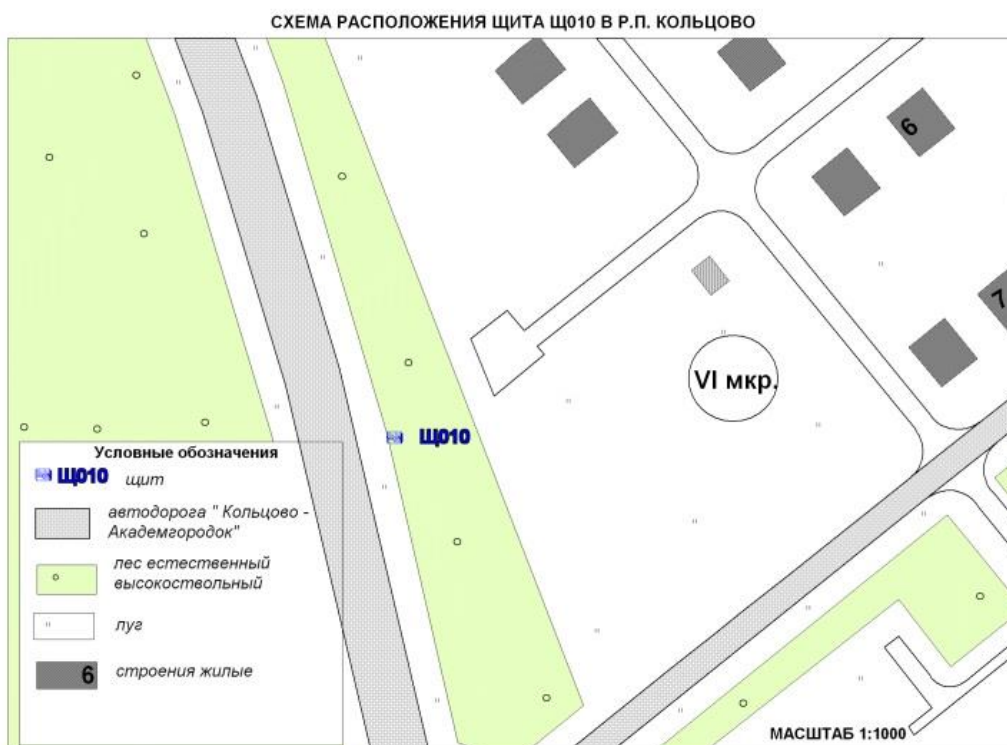 СХЕМА РАСПОЛОЖЕНИЯ ЩИТА Щ010 В Р.П. КОЛЬЦОВО
6
7
VI мкр.
Щ010
Условные обозначения
Щ010 щит
автодорога " Кольцово -
Академгородок"
лес естественный
высокоствольный
луг
6 строения жилые
МАСШТАБ 1:1000